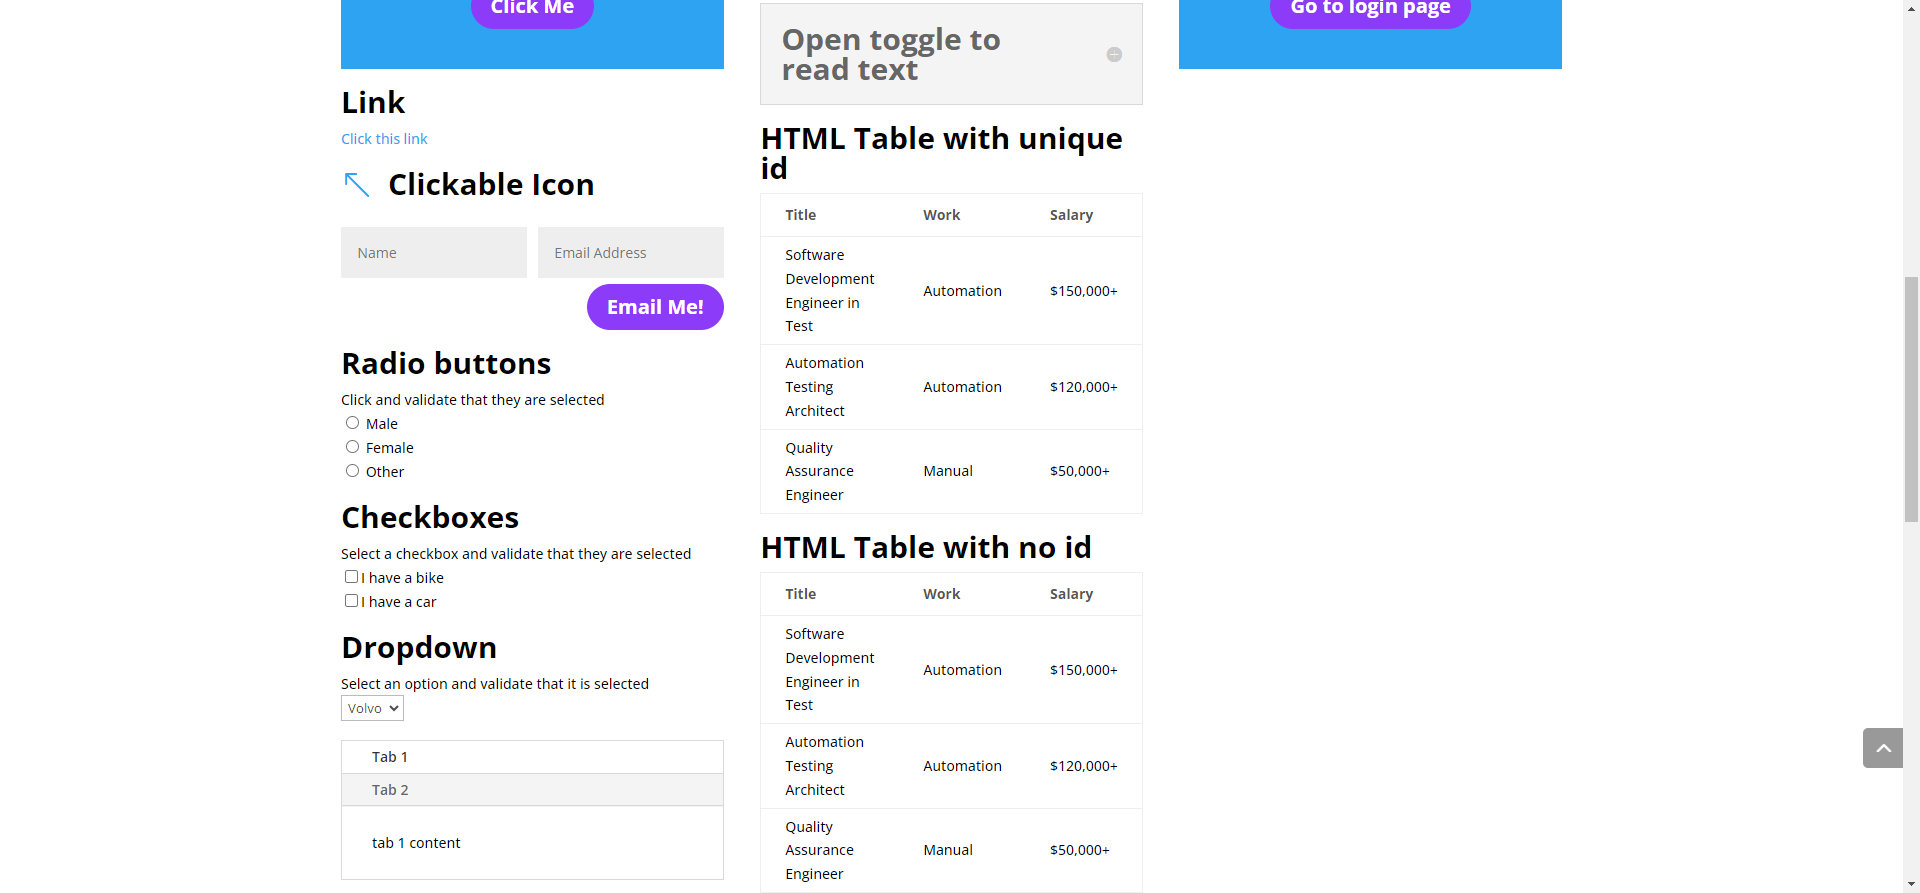 Click Me
Link
Click this link
Clickable Icon
Name
Email Address
Email Me!
Radio buttons
Click and validate that they are selected
Male
Female
Other
Checkboxes
Select a checkbox and validate that they are selected
I have a bike
I have a car
Dropdown
Select an option and validate that it is selected
Volvo
Tab 1
Tab 2
tab 1 content
Open toggle to
read text
HTML Table with unique
id
Title Work Salary
Software
Development
Engineer in
Test
Automation
$150,000+
Automation
Testing
Architect
Automation
$120,000+
Quality
Assurance
Engineer
Manual
$50,000+
HTML Table with no id
Title Work Salary
Software
Development
Engineer in
Test
Automation
$150,000+
Automation
Testing
Architect
Automation
$120,000+
Quality
Assurance
Engineer
Manual
$50,000+
Go to login page